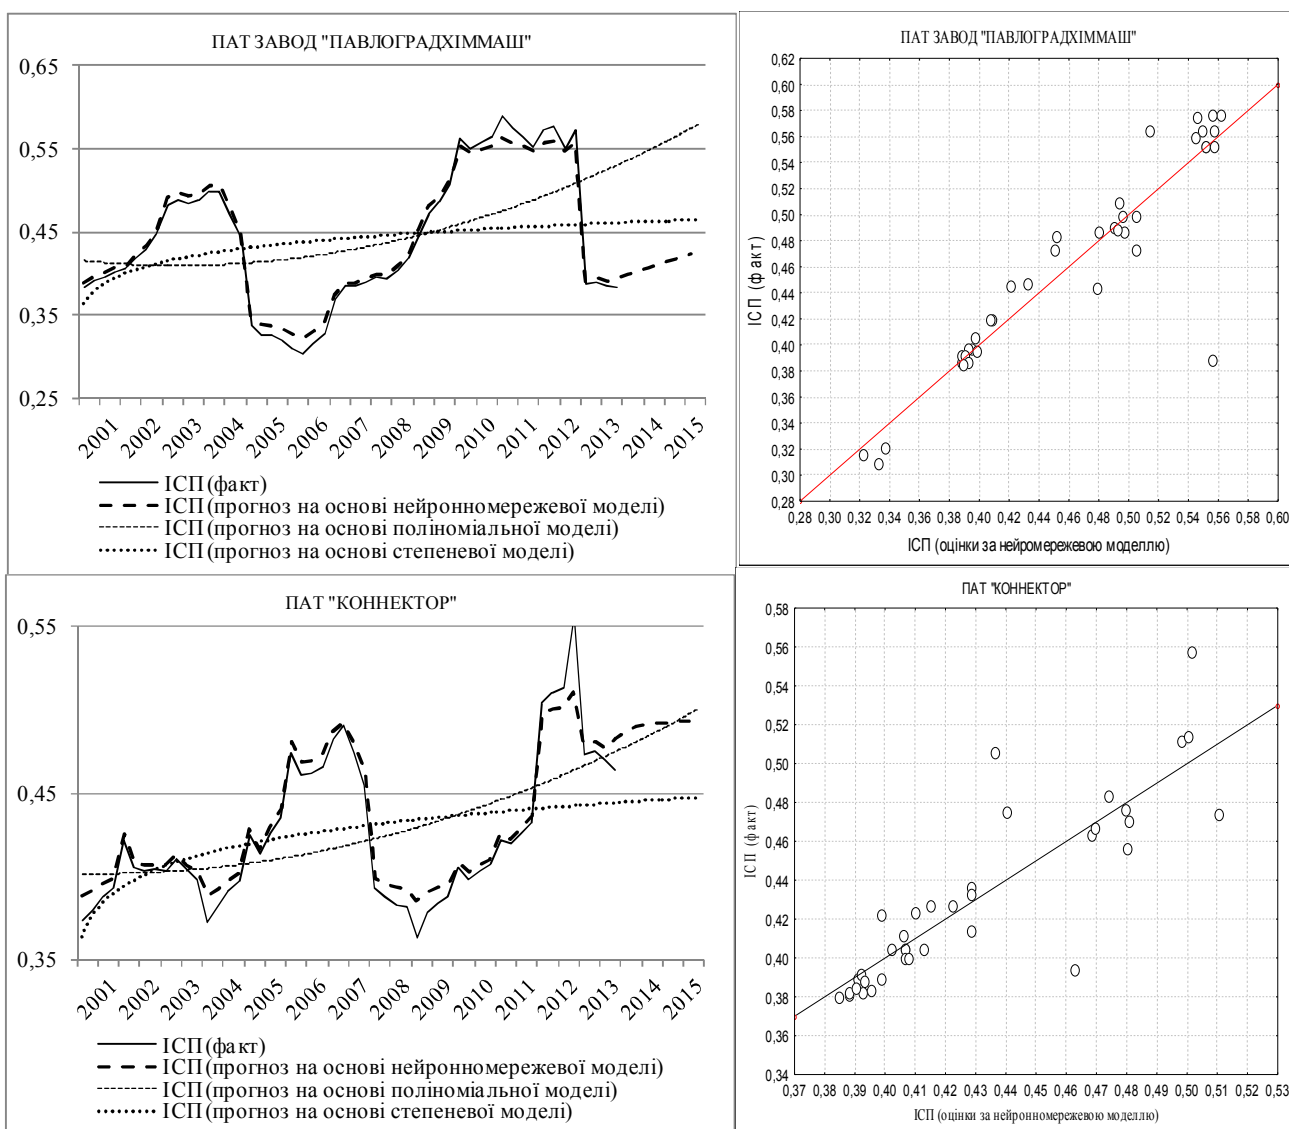 ПАТ ЗАВОД "ПАВЛОГРАДХІММАШ"
0,65
0,55
0,45
0,35
0,25
2001 2002 2003 2004 2005 2006 2007 2008 2009 2010 2011 2012 2013 2014 2015
ІСП (факт)
ІСП (прогноз на основі нейронномережевої моделі)
ІСП (прогноз на основі поліноміальної моделі)
ІСП (прогноз на основі степеневої моделі)
ПАТ ЗАВОД "ПАВЛОГРАДХІММАШ"
0,62
0,60
0,58
0,56
0,54
0,52
0,50
0,48
0,46
0,44
0,42
0,40
0,38
0,36
0,34
0,32
0,30
0,28
ІСП (факт)
0,28 0,30 0,32 0,34 0,36 0,38 0,40 0,42 0,44 0,46 0,48 0,50 0,52 0,54 0,56 0,58 0,60
ІСП (оцінки за нейромережевою моделлю)
ПАТ "КОННЕКТОР"
0,55
0,45
0,35
2001 2002 2003 2004 2005 2006 2007 2008 2009 2010 2011 2012 2013 2014 2015
ІСП (факт)
ІСП (прогноз на основі нейронномережевої моделі)
ІСП (прогноз на основі поліноміальної моделі)
ІСП (прогноз на основі степеневої моделі)
ПАТ "КОННЕКТОР"
0,58
0,56
0,54
0,52
0,50
0,48
0,46
0,44
0,42
0,40
0,38
0,36
0,34
ІСП (факт)
0,37 0,38 0,39 0,40 0,41 0,42 0,43 0,44 0,45 0,46 0,47 0,48 0,49 0,50 0,51 0,52 0,53
ІСП (оцінки за нейронномережевою моделлю)